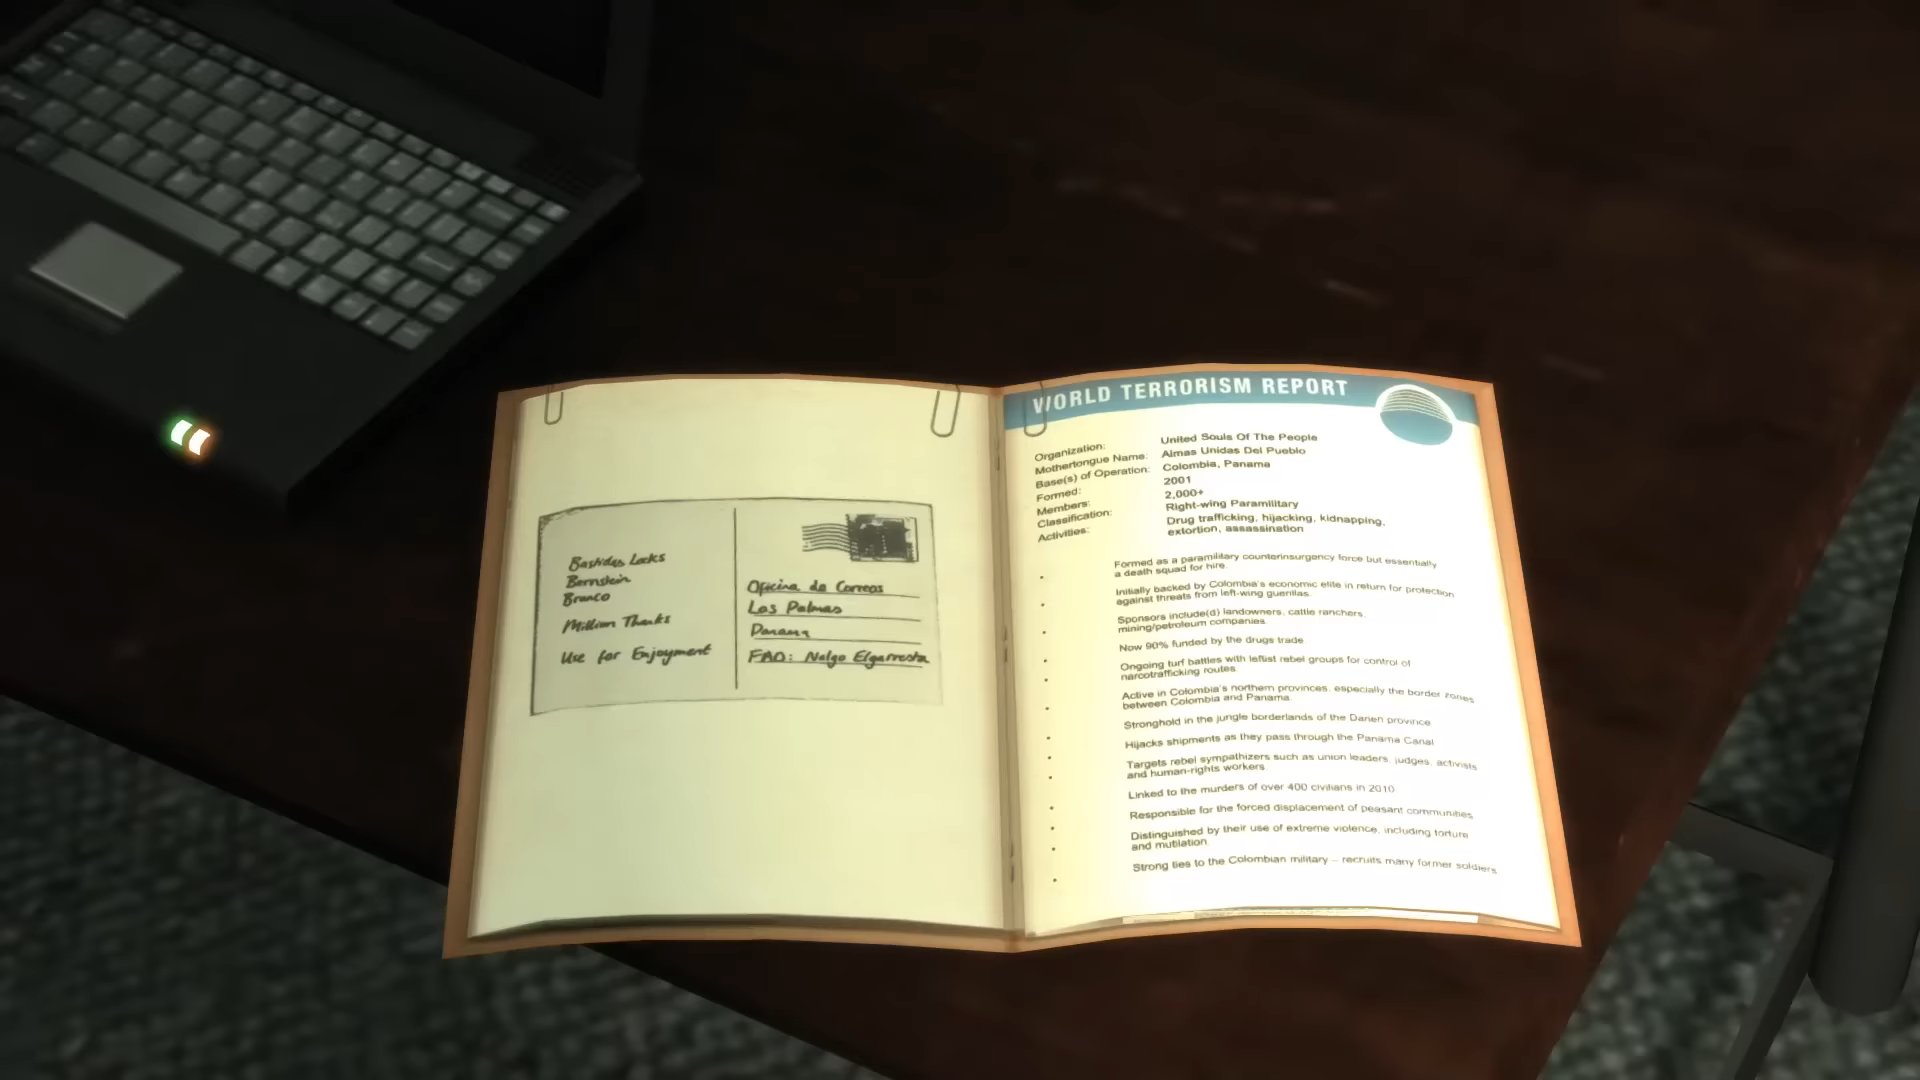 Bastidas Locks
Bernstein
Branco
Million Thanks
Use for Enjoyment
Oficina de Correos
Las Palmas
Panama
FAO: Nalgo Elgarresta
WORLD TERRORISM REPORT
Organization: United Souls Of The People
Mothertongue Name: Almas Unidas Del Pueblo
Base(s) of Operation: Colombia, Panama
Formed: 2001
Members: 2,000+
Classification: Right-wing Paramilitary
Activities: Drug trafficking, hijacking, kidnapping,
extortion, assassination
• Formed as a paramilitary counterinsurgency force but essentially
a death squad for hire.
• Initially backed by Colombia's economic elite in return for protection
against threats from left-wing guerillas.
• Sponsors include(d) landowners, cattle ranchers,
mining/petroleum companies.
• Now 90% funded by the drugs trade.
• Ongoing turf battles with leftist rebel groups for control of
narcotrafficking routes.
• Active in Colombia's northern provinces, especially the border zones
between Colombia and Panama.
• Stronghold in the jungle borderlands of the Darien province
• Hijacks shipments as they pass through the Panama Canal
• Targets rebel sympathizers such as union leaders, judges, activists
and human-rights workers.
• Linked to the murders of over 400 civilians in 2010.
• Responsible for the forced displacement of peasant communities.
• Distinguished by their use of extreme violence, including torture
and mutilation.
• Strong ties to the Colombian military – recruits many former soldiers.